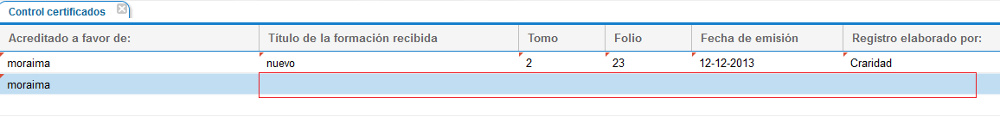 Control certificados
Acreditado a favor de: Título de la formación recibida Tomo Folio Fecha de emisión Registro elaborado por:
moraima nuevo 2 23 12-12-2013 Craridad
moraima